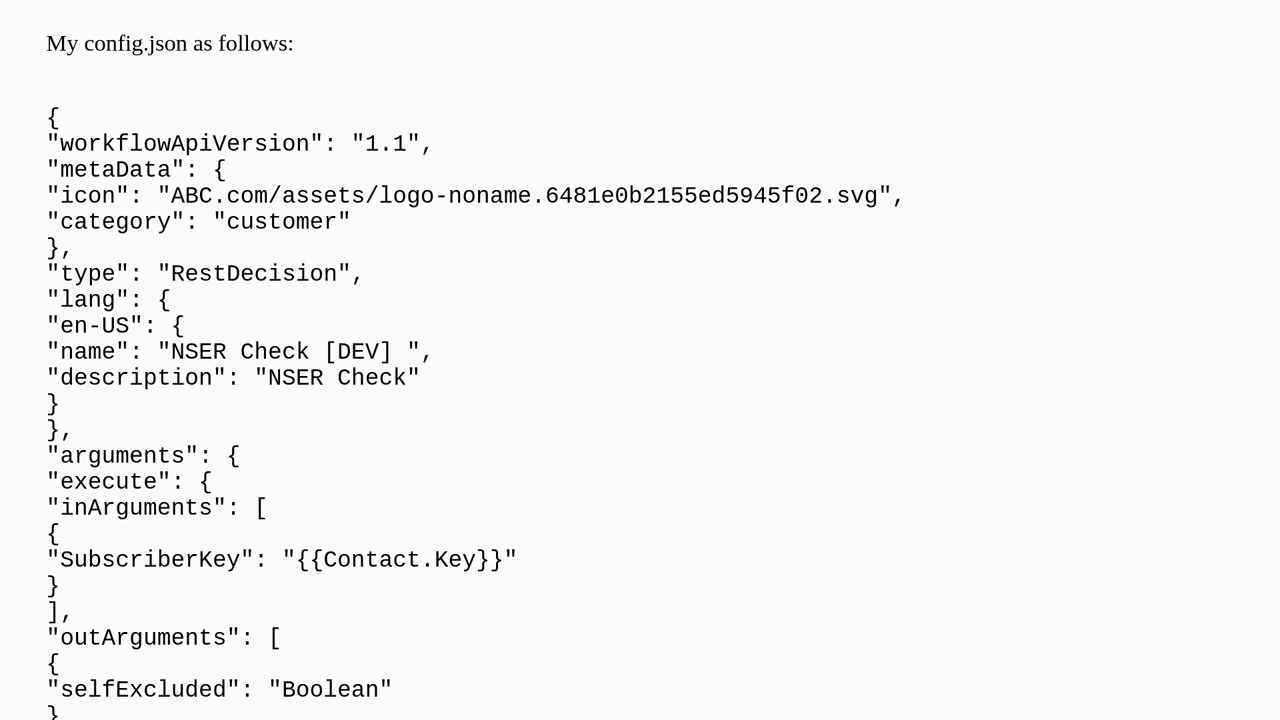 My config.json as follows:
{
"workflowApiVersion": "1.1",
"metaData": {
"icon": "ABC.com/assets/logo-noname.6481e0b2155ed5945f02.svg",
"category": "customer"
},
"type": "RestDecision",
"lang": {
"en-US": {
"name": "NSER Check [DEV] ",
"description": "NSER Check"
}
},
"arguments": {
"execute": {
"inArguments": [
{
"SubscriberKey": "{{Contact.Key}}"
}
],
"outArguments": [
{
"selfExcluded": "Boolean"
}